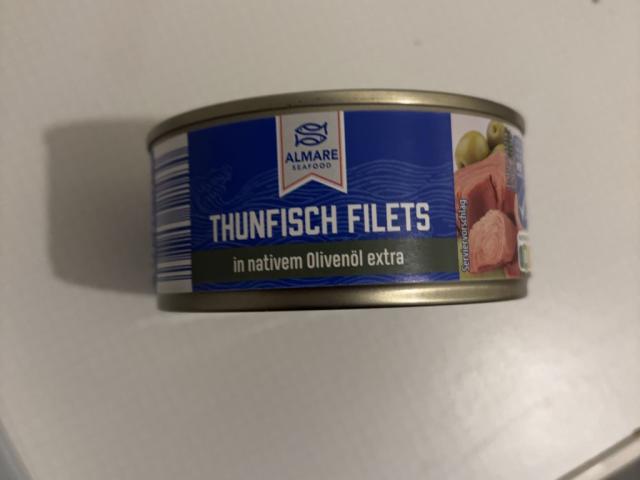 ALMARE
SEAFOOD
THUNFISCH FILETS
in nativem Olivenöl extra
Serviervorschlag